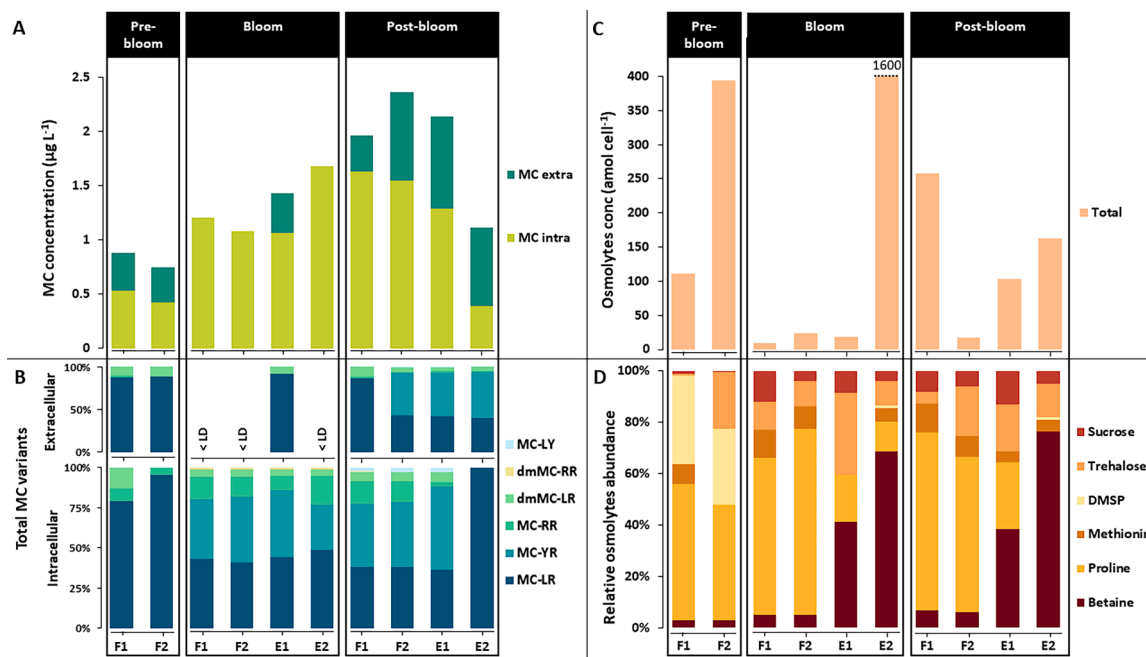 A
Pre-
bloom
Bloom
Post-bloom
MC concentration (µg L-1)
2.5
2
1.5
1
0.5
0
MC extra
MC intra
B
Total MC variants
Extracellular
100%
50%
0%
< LD
< LD
< LD
Intracellular
100%
75%
50%
25%
0%
F1 F2 F1 F2 E1 E2 F1 F2 E1 E2
MC-LY
dmMC-RR
dmMC-LR
MC-RR
MC-YR
MC-LR
C
Pre-
bloom
Bloom
Post-bloom
1600
Osmolytes conc (amol cell-1)
400
350
300
250
200
150
100
50
0
Total
D
Relative osmolytes abundance
100%
80%
60%
40%
20%
0%
F1 F2 F1 F2 E1 E2 F1 F2 E1 E2
Sucrose
Trehalose
DMSP
Methionin
Proline
Betaine